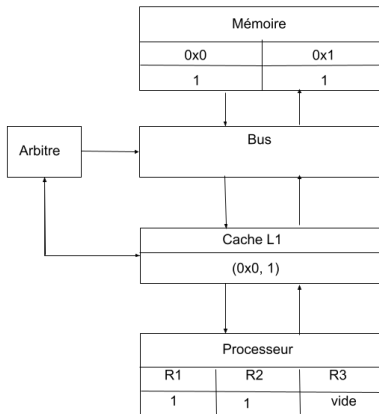 Mémoire
0x0 0x1
1 1
Arbitre
Bus
Cache L1
(0x0, 1)
Processeur
R1 R2 R3
1 1 vide